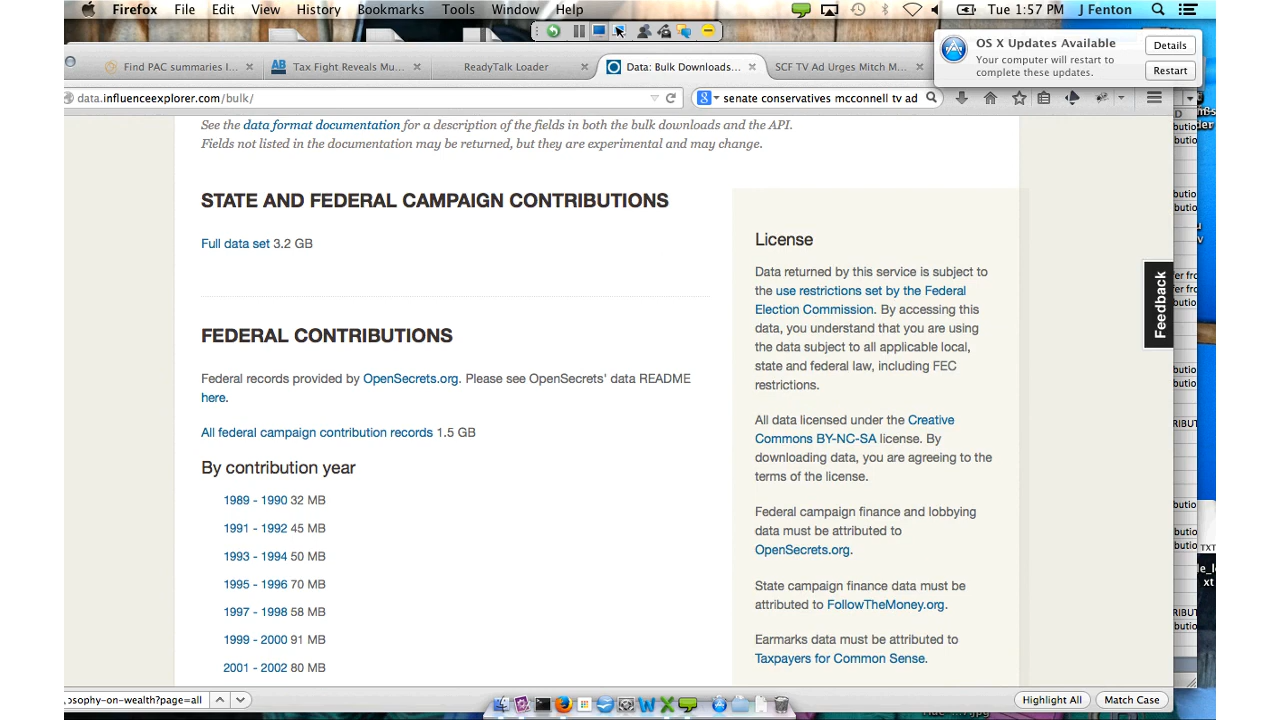 Firefox File Edit View History Bookmarks Tools Window Help Tue 1:57 PM J Fenton
OS X Updates Available
Your computer will restart to
complete these updates.
Details
Restart
Find PAC summaries I... × Tax Fight Reveals Mu... × ReadyTalk Loader × Data: Bulk Downloads... × SCF TV Ad Urges Mitch M... ×
data.influenceexplorer.com/bulk/ senate conservatives mcconnell tv ad
See the data format documentation for a description of the fields in both the bulk downloads and the API.
Fields not listed in the documentation may be returned, but they are experimental and may change.
STATE AND FEDERAL CAMPAIGN CONTRIBUTIONS
Full data set 3.2 GB
FEDERAL CONTRIBUTIONS
Federal records provided by OpenSecrets.org. Please see OpenSecrets' data README
here.
All federal campaign contribution records 1.5 GB
By contribution year
1989 - 1990 32 MB
1991 - 1992 45 MB
1993 - 1994 50 MB
1995 - 1996 70 MB
1997 - 1998 58 MB
1999 - 2000 91 MB
2001 - 2002 80 MB
License
Data returned by this service is subject to
the use restrictions set by the Federal
Election Commission. By accessing this
data, you understand that you are using
the data subject to all applicable local,
state and federal law, including FEC
restrictions.
All data licensed under the Creative
Commons BY-NC-SA license. By
downloading data, you are agreeing to the
terms of the license.
Federal campaign finance and lobbying
data must be attributed to
OpenSecrets.org.
State campaign finance data must be
attributed to FollowTheMoney.org.
Earmarks data must be attributed to
Taxpayers for Common Sense.
Feedback
osophy-on-wealth?page=all
Highlight All
Match Case